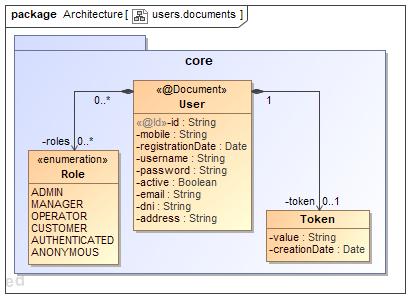 package Architecture[ users.documents ]
core
«@Document»
User
«@Id»-id : String
-mobile : String
-registrationDate : Date
-username : String
-password : String
-active : Boolean
-email : String
-dni : String
-address : String
0..*
1
-roles
0..*
«enumeration»
Role
ADMIN
MANAGER
OPERATOR
CUSTOMER
AUTHENTICATED
ANONYMOUS
-token
0..1
Token
-value : String
-creationDate : Date
ed